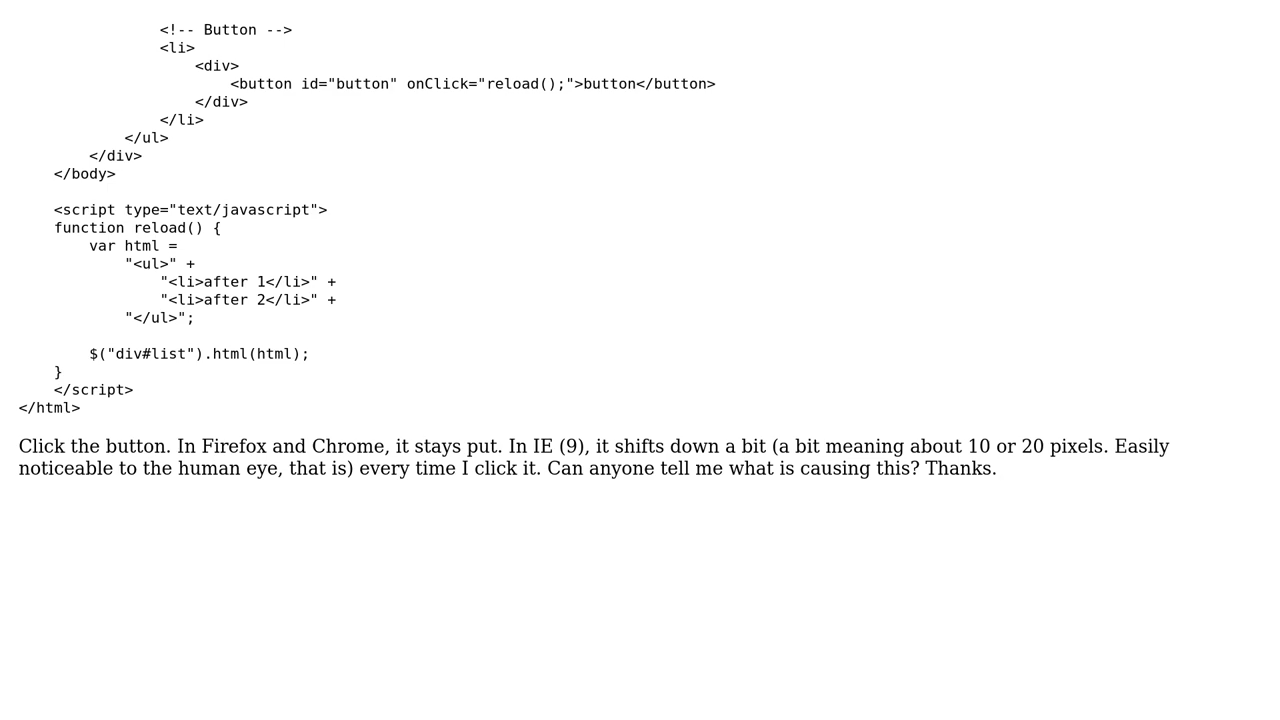 <!-- Button -->
<li>
<div>
<button id="button" onClick="reload();">button</button>
</div>
</li>
</ul>
</div>
</body>
<script type="text/javascript">
function reload() {
var html =
"<ul>" +
"<li>after 1</li>" +
"<li>after 2</li>" +
"</ul>";
$("div#list").html(html);
}
</script>
</html>
Click the button. In Firefox and Chrome, it stays put. In IE (9), it shifts down a bit (a bit meaning about 10 or 20 pixels. Easily
noticeable to the human eye, that is) every time I click it. Can anyone tell me what is causing this? Thanks.